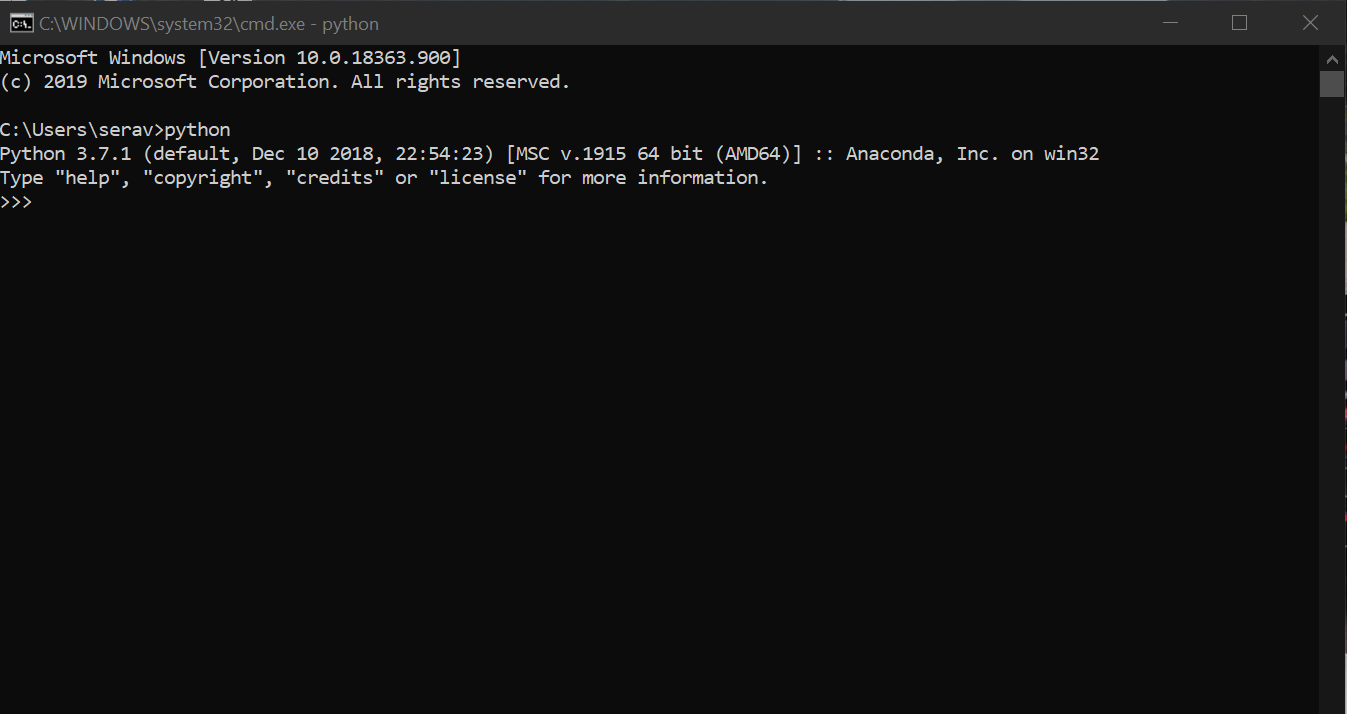 C:\WINDOWS\system32\cmd.exe - python
Microsoft Windows [Version 10.0.18363.900]
(c) 2019 Microsoft Corporation. All rights reserved.
C:\Users\serav>python
Python 3.7.1 (default, Dec 10 2018, 22:54:23) [MSC v.1915 64 bit (AMD64)] :: Anaconda, Inc. on win32
Type "help", "copyright", "credits" or "license" for more information.
>>>